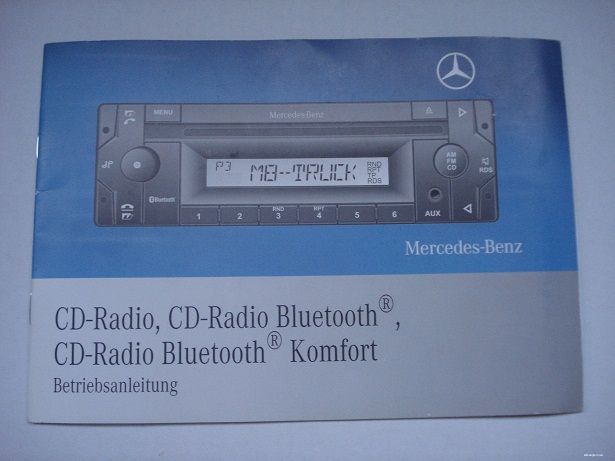 MENU
Mercedes-Benz
P3 MB--TRUCK
RND
RPT
TP
RDS
AM
FM
CD
RDS
Bluetooth
RND
RPT
1 2 3 4 5 6 AUX
Mercedes-Benz
CD-Radio, CD-Radio Bluetooth®,
CD-Radio Bluetooth® Komfort
Betriebsanleitung